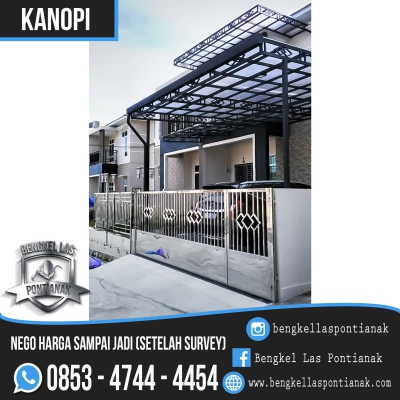 KANOPI
BENGKEL LAS
PONTIANAK
bengkellaspontianak
NEGO HARGA SAMPAI JADI (SETELAH SURVEY)
Bengkel Las Pontianak
0853 - 4744 - 4454
www.bengkellaspontianak.com